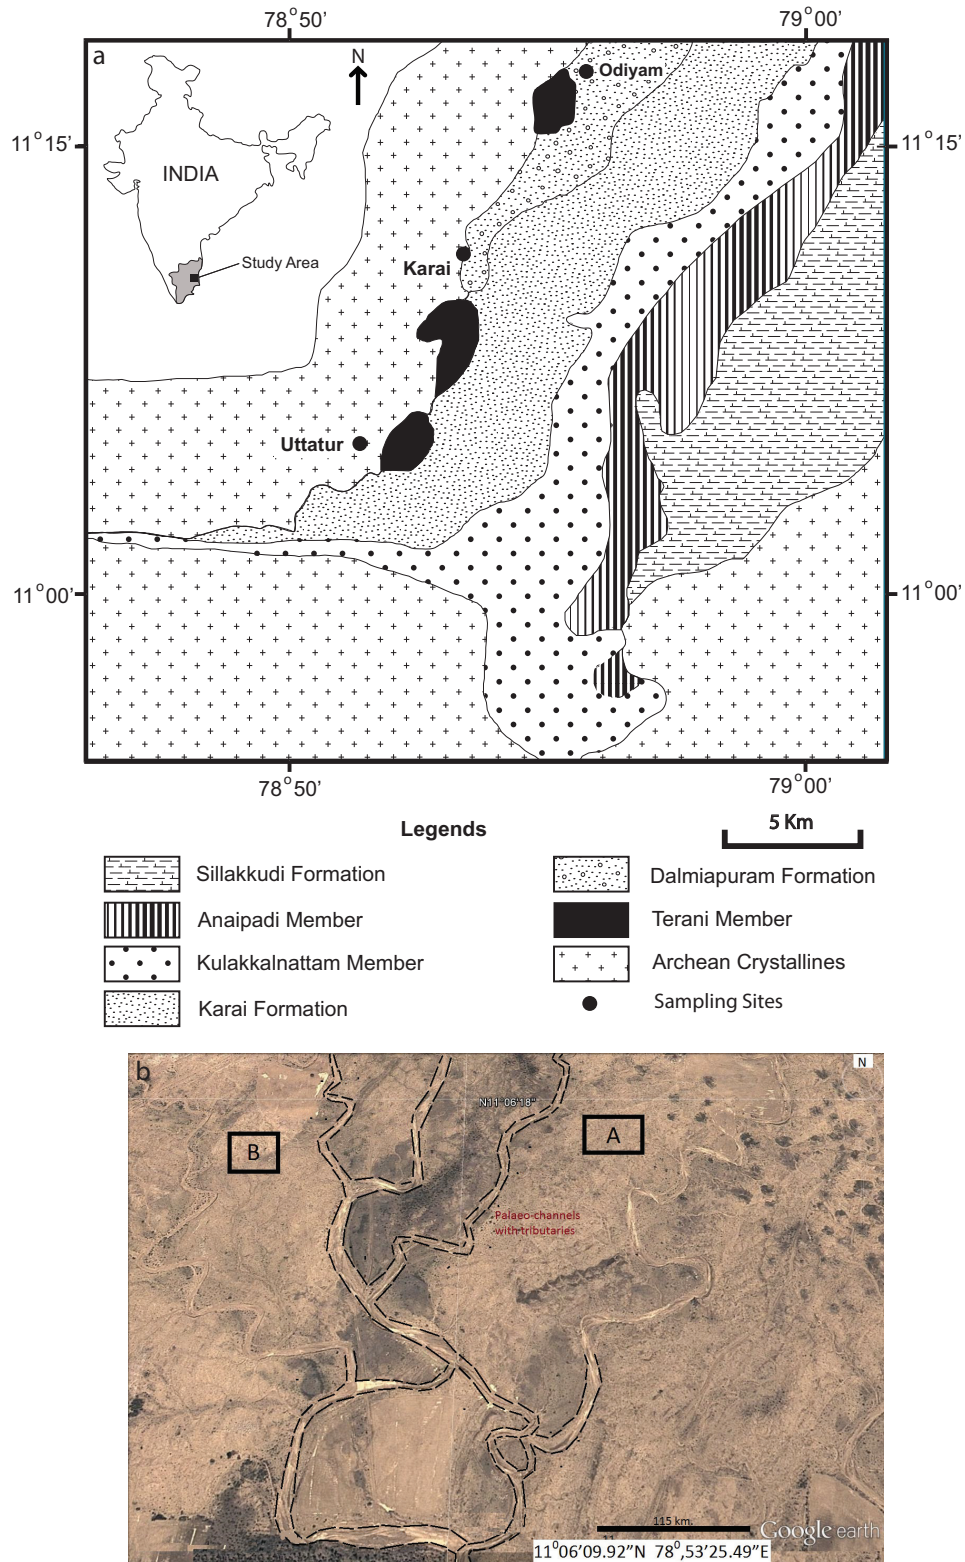 78°50'
79°00'
a
N
Odiyam
11°15'
11°15'
INDIA
Study Area
Karai
Uttatur
11°00'
11°00'
78°50'
79°00'
Legends
5 Km
Sillakkudi Formation
Dalmiapuram Formation
Anaipadi Member
Terani Member
Kulakkalnattam Member
Archean Crystallines
Karai Formation
Sampling Sites
b
N
N11°06'18"
B
A
Palaeo-channels
with tributaries
115 km.
Google earth
11
11⁰06'09.92"N 78⁰,53'25.49"E